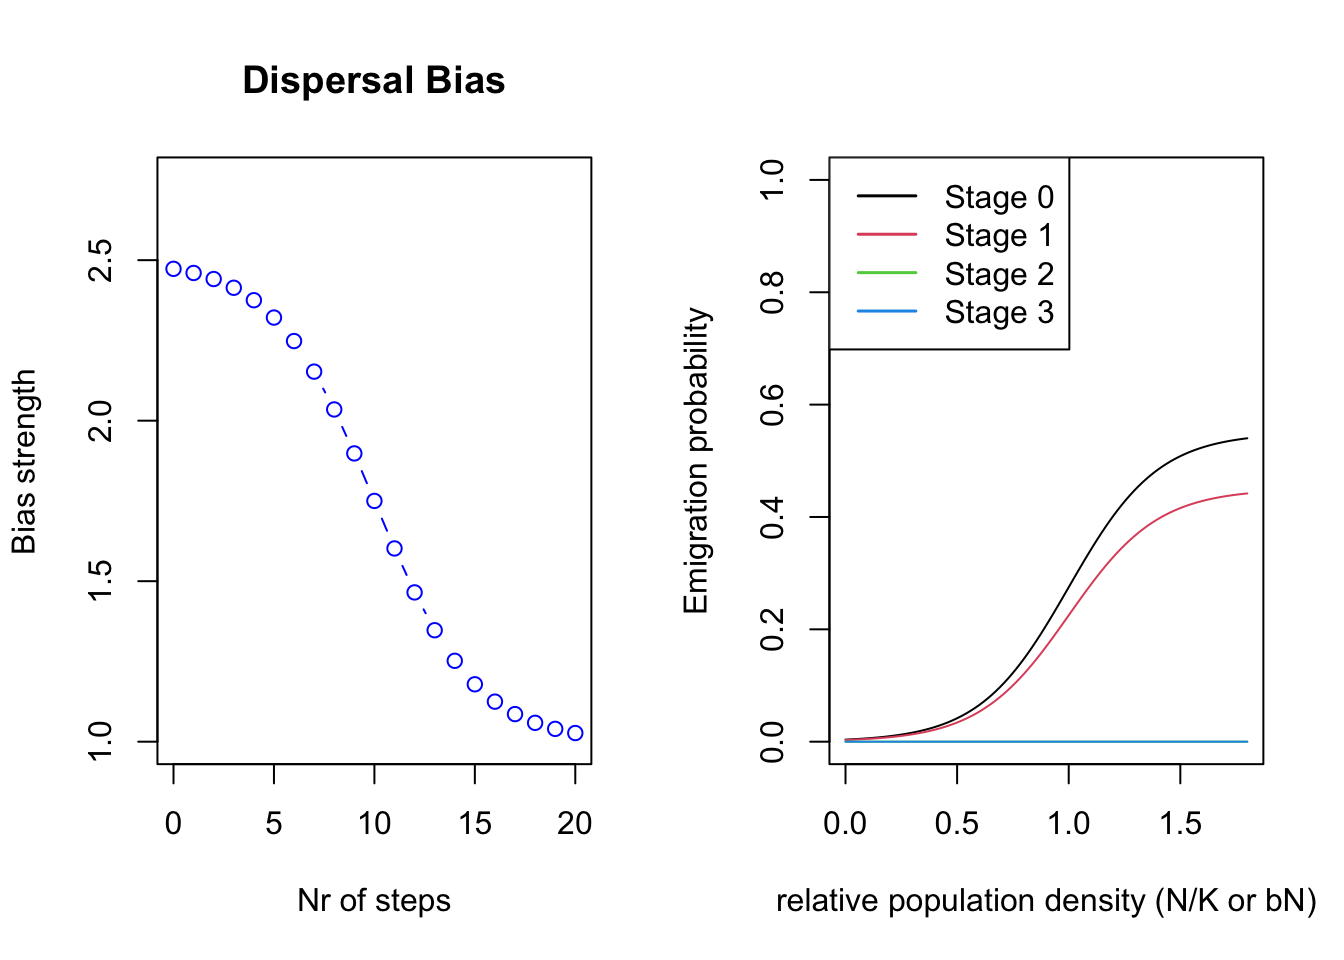 Dispersal Bias
Bias strength
2.5
2.0
1.5
1.0
0
5
10
15
20
Nr of steps
Emigration probability
1.0
0.8
0.6
0.4
0.2
0.0
Stage 0
Stage 1
Stage 2
Stage 3
0.0
0.5
1.0
1.5
relative population density (N/K or bN)